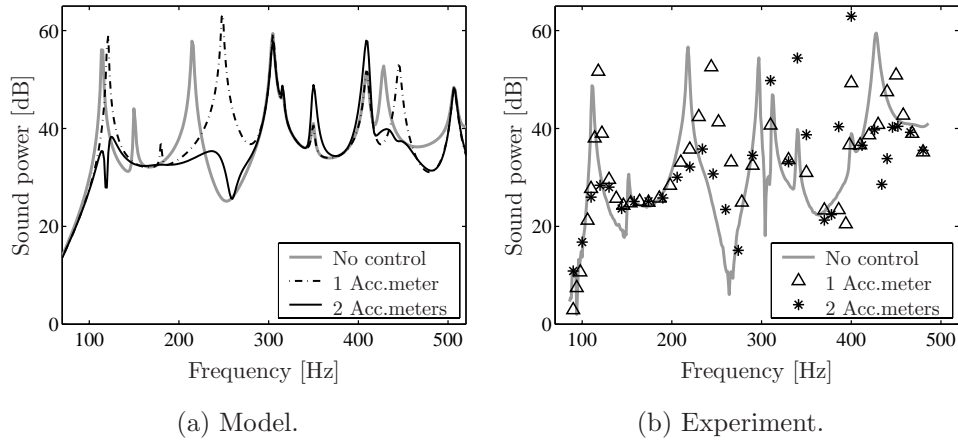 60
40
20
0
100 200 300 400 500
Sound power [dB]
Frequency [Hz]
No control
1 Acc.meter
2 Acc.meters
(a) Model.
60
40
20
0
100 200 300 400 500
Sound power [dB]
Frequency [Hz]
No control
1 Acc.meter
2 Acc.meters
(b) Experiment.